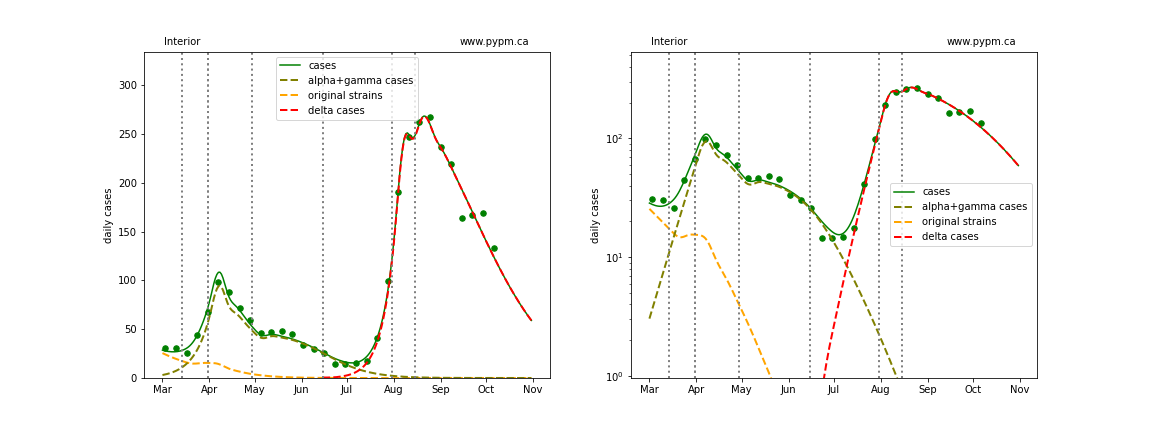 Interior www.pypm.ca
cases
alpha+gamma cases
original strains
delta cases
daily cases
300
250
200
150
100
50
0
Mar Apr May Jun Jul Aug Sep Oct Nov
Interior www.pypm.ca
daily cases
10²
10¹
10⁰
cases
alpha+gamma cases
original strains
delta cases
Mar Apr May Jun Jul Aug Sep Oct Nov